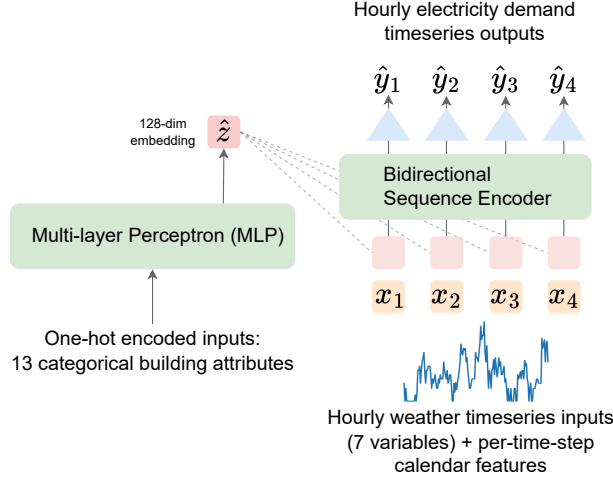 Hourly electricity demand
timeseries outputs
ŷ₁ ŷ₂ ŷ₃ ŷ₄
128-dim
embedding
ẑ
Bidirectional
Sequence Encoder
Multi-layer Perceptron (MLP)
x₁ x₂ x₃ x₄
One-hot encoded inputs:
13 categorical building attributes
Hourly weather timeseries inputs
(7 variables) + per-time-step
calendar features